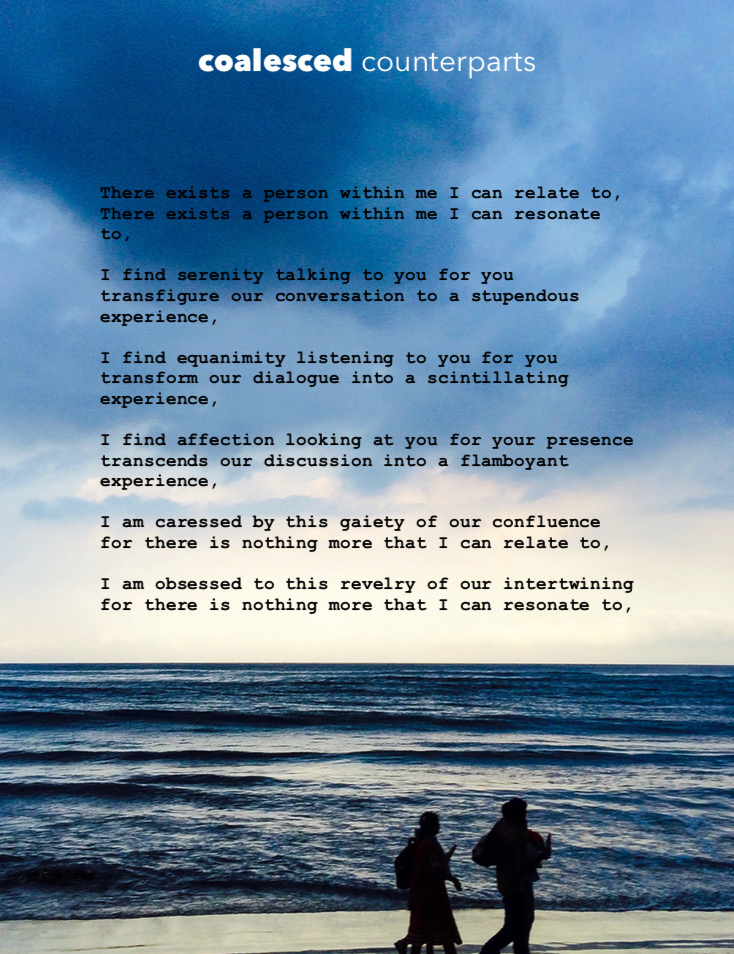 coalesced counterparts
There exists a person within me I can relate to,
There exists a person within me I can resonate
to,
I find serenity talking to you for you
transfigure our conversation to a stupendous
experience,
I find equanimity listening to you for you
transform our dialogue into a scintillating
experience,
I find affection looking at you for your presence
transcends our discussion into a flamboyant
experience,
I am caressed by this gaiety of our confluence
for there is nothing more that I can relate to,
I am obsessed to this revelry of our intertwining
for there is nothing more that I can resonate to,